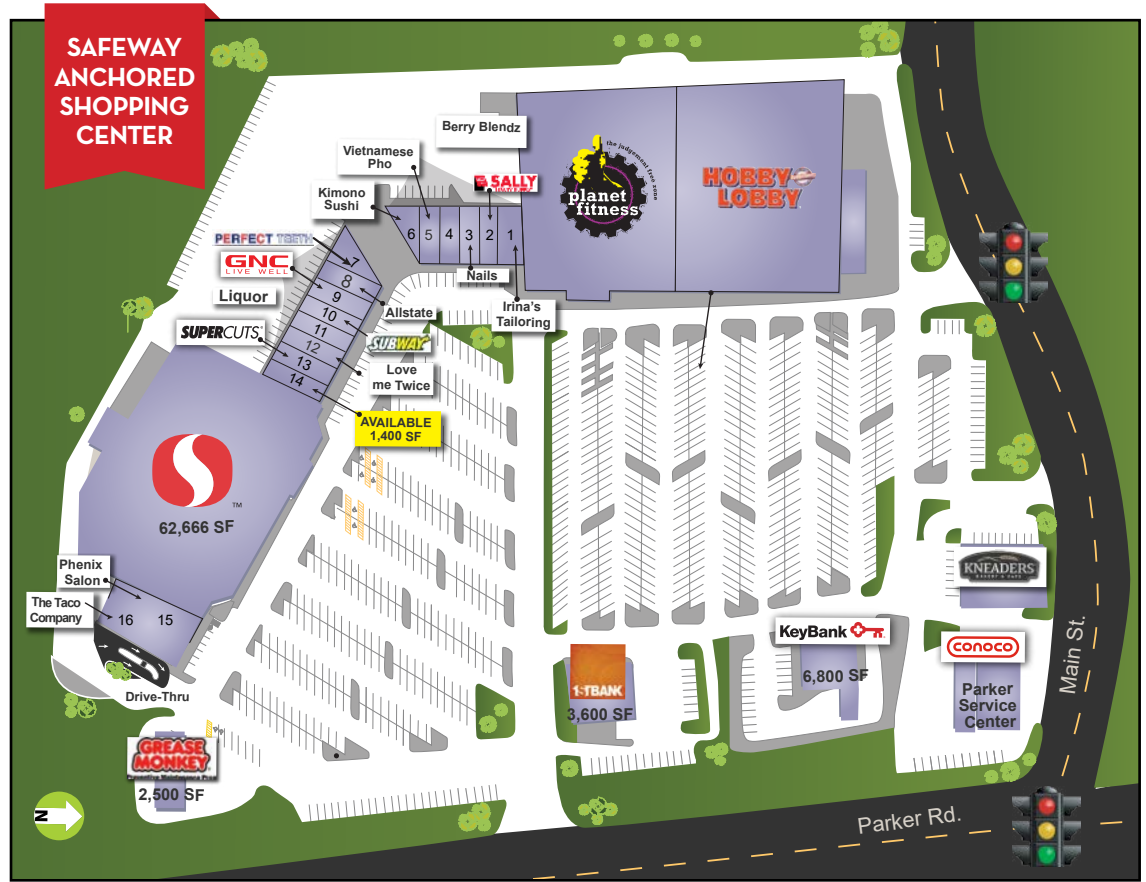 SAFEWAY
ANCHORED
SHOPPING
CENTER
Berry Blendz
Vietnamese
Pho
SALLY
Kimono
Sushi
the judgement free zone
planet
fitness
HOBBY
LOBBY
PERFECT TEETH
GNC
LIVE WELL
Liquor
SUPERCUTS
6
5
4
3
2
1
Nails
Irina's
Tailoring
7
8
9
10
11
12
13
14
Allstate
SUBWAY
Love
me Twice
AVAILABLE
1,400 SF
TM
62,666 SF
Phenix
Salon
The Taco
Company
16
15
Drive-Thru
GREASE
MONKEY
2,500 SF
N
1STBANK
3,600 SF
KeyBank
6,800 SF
KNEADERS
BAKERY & CAFE
conoco
Parker
Service
Center
Main St.
Parker Rd.